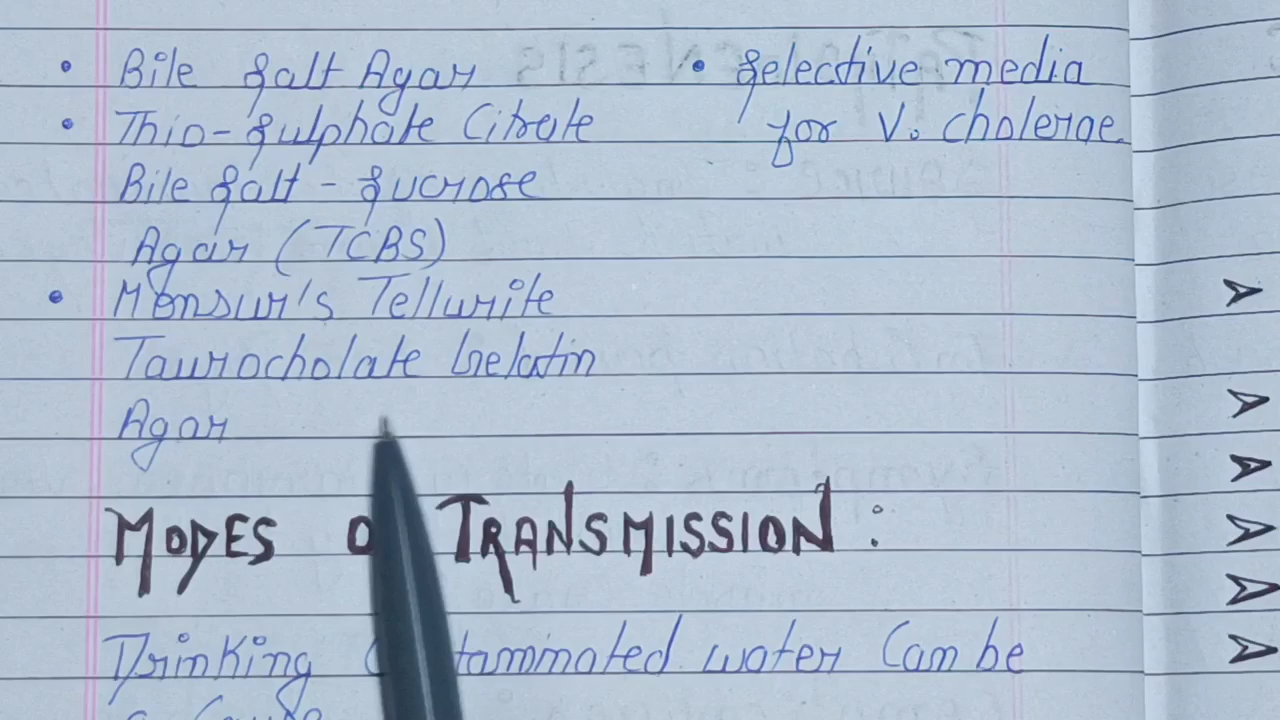 • Bile Salt Agar • Selective media
• Thio-Sulphate Citrate for V. cholerae.
Bile Salt - Sucrose
Agar (TCBS)
• Monsur's Tellurite
Taurocholate Gelatin
Agar
MODES O TRANSMISSION :
Drinking C taminated water Can be